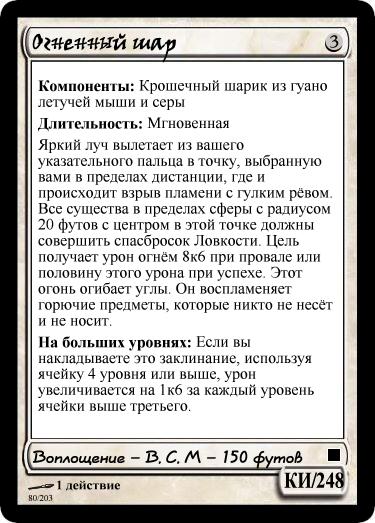 Огненный шар
3
Компоненты: Крошечный шарик из гуано
летучей мыши и серы
Длительность: Мгновенная
Яркий луч вылетает из вашего
указательного пальца в точку, выбранную
вами в пределах дистанции, где и
происходит взрыв пламени с гулким рёвом.
Все существа в пределах сферы с радиусом
20 футов с центром в этой точке должны
совершить спасбросок Ловкости. Цель
получает урон огнём 8к6 при провале или
половину этого урона при успехе. Этот
огонь огибает углы. Он воспламеняет
горючие предметы, которые никто не несёт
и не носит.
На больших уровнях: Если вы
накладываете это заклинание, используя
ячейку 4 уровня или выше, урон
увеличивается на 1к6 за каждый уровень
ячейки выше третьего.
Воплощение – В, С, М – 150 футов
КИ/248
1 действие
80/203